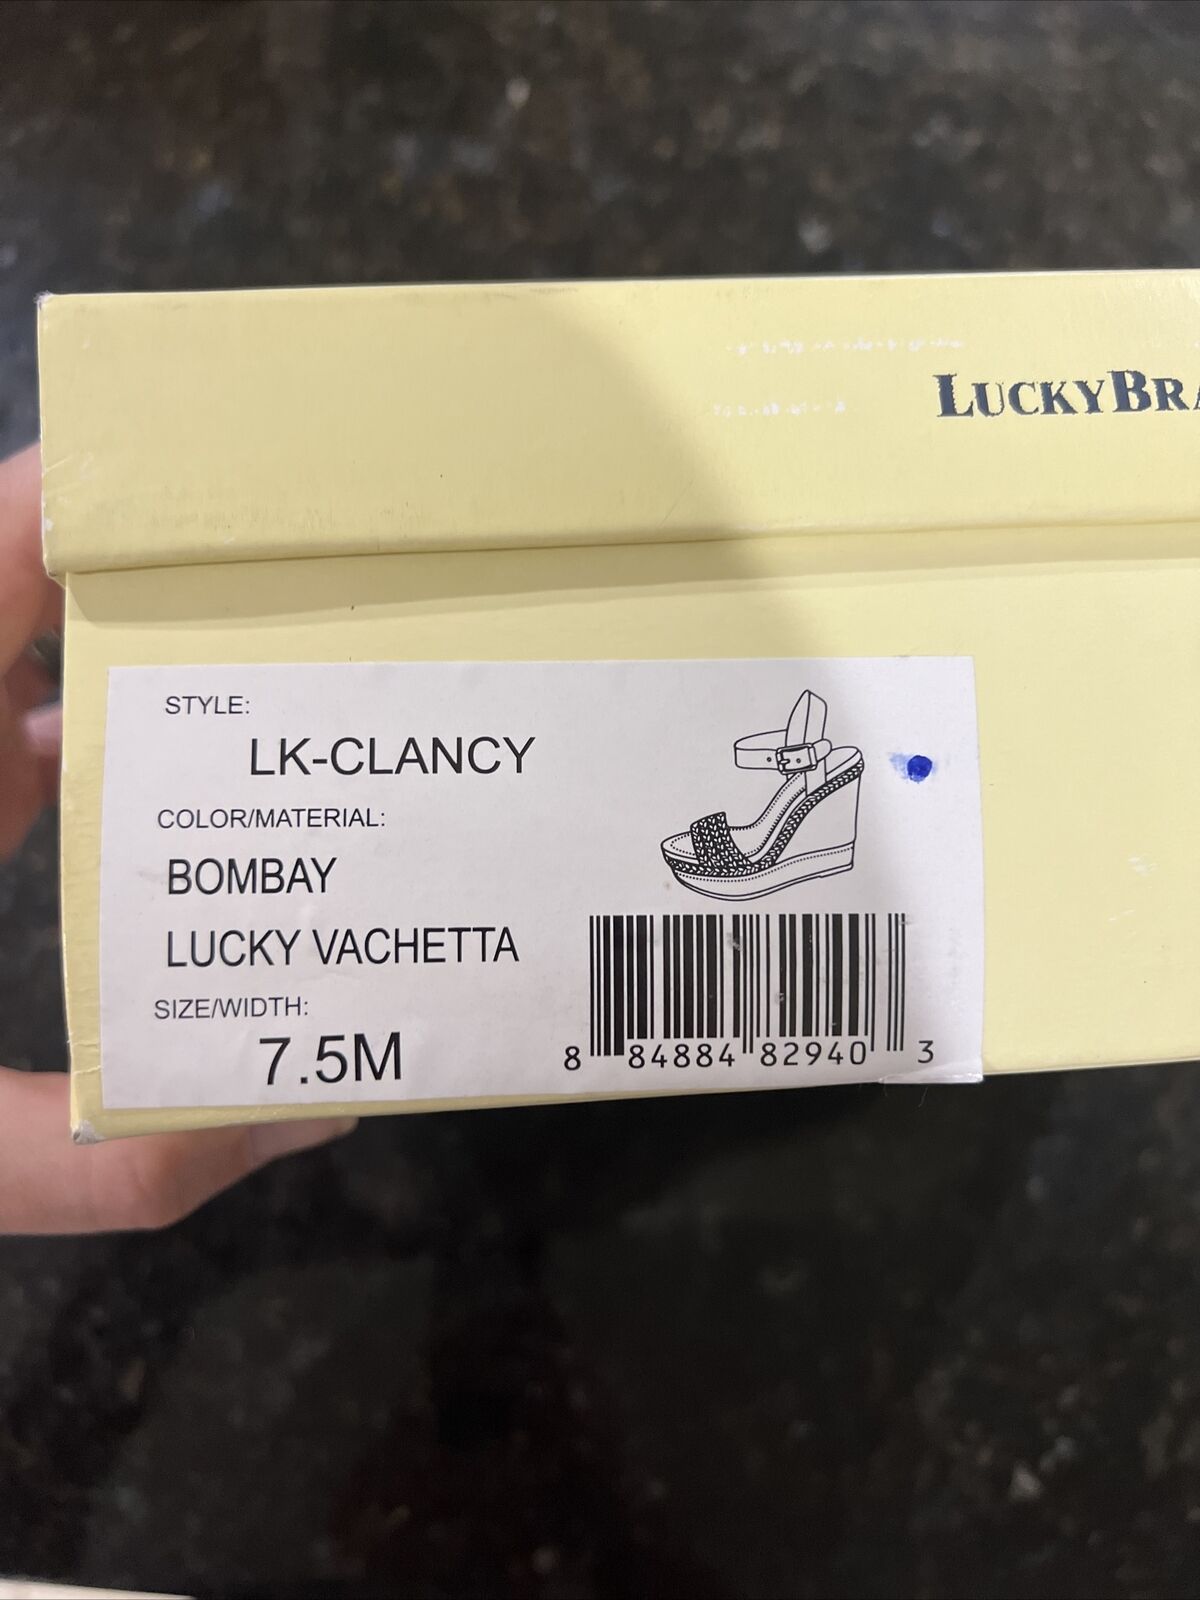 LUCKYBRA
STYLE:
LK-CLANCY
COLOR/MATERIAL:
BOMBAY
LUCKY VACHETTA
SIZE/WIDTH:
7.5M
8 84884 82940 3